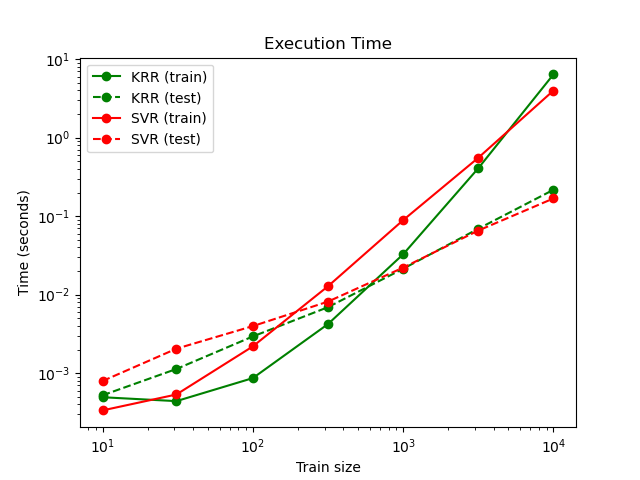 Execution Time
KRR (train)
KRR (test)
SVR (train)
SVR (test)
Time (seconds)
10¹
10⁰
10⁻¹
10⁻²
10⁻³
10¹ 10² 10³ 10⁴
Train size